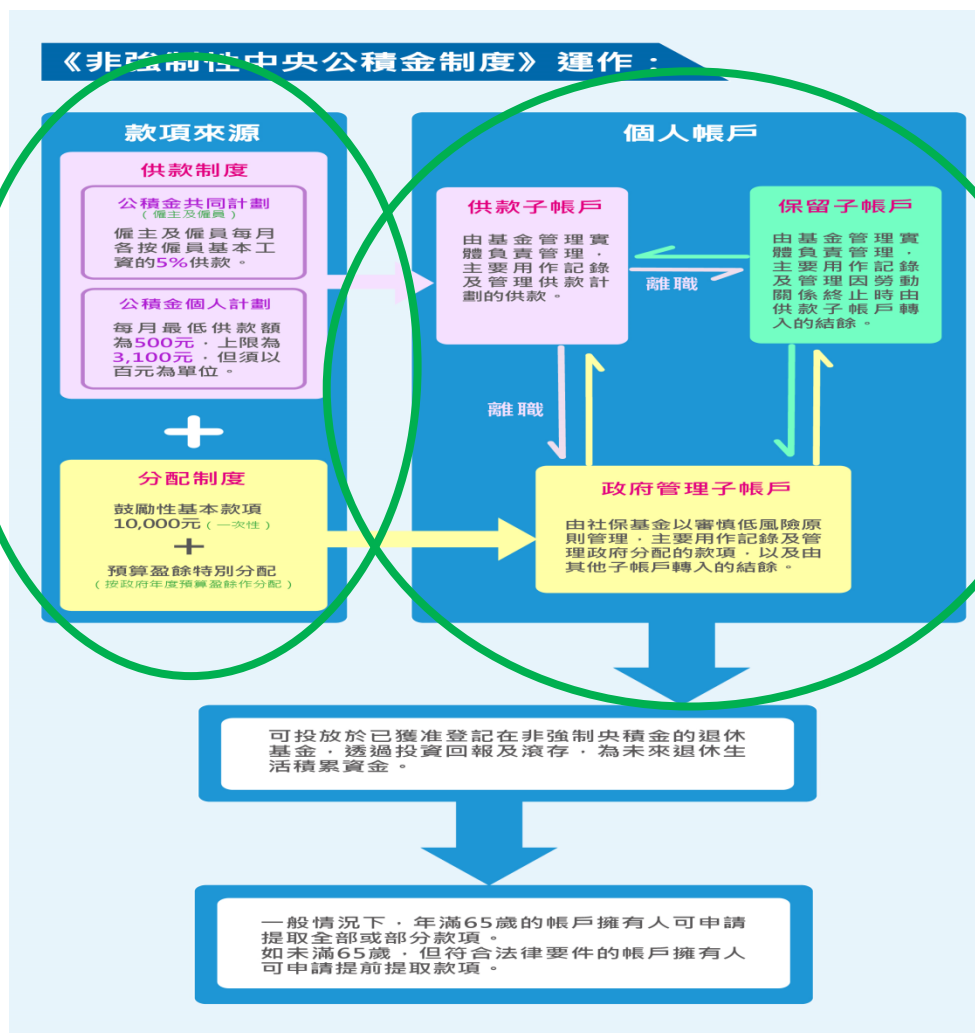 《非強制性中央公積金制度》運作：
款項來源
供款制度
公積金共同計劃
（僱主及僱員）
僱主及僱員每月
各按僱員基本工
資的5%供款。
公積金個人計劃
每月最低供款額
為500元，上限為
3,100元，但須以
百元為單位。
+
分配制度
鼓勵性基本款項
10,000元（一次性）
+
預算盈餘特別分配
（按政府年度預算盈餘作分配）
個人帳戶
供款子帳戶
由基金管理實
體負責管理，
主要用作記錄
及管理供款計
劃的供款。
離職
保留子帳戶
由基金管理實
體負責管理，
主要用作記錄
及管理因勞動
關係終止時由
供款子帳戶轉
入的結餘。
離職
政府管理子帳戶
由社保基金以審慎低風險原
則管理，主要用作記錄及管
理政府分配的款項，以及由
其他子帳戶轉入的結餘。
可投放於已獲准登記在非強制央積金的退休
基金，透過投資回報及滾存，為未來退休生
活積累資金。
一般情況下，年滿65歲的帳戶擁有人可申請
提取全部或部分款項。
如未滿65歲，但符合法律要件的帳戶擁有人
可申請提前提取款項。